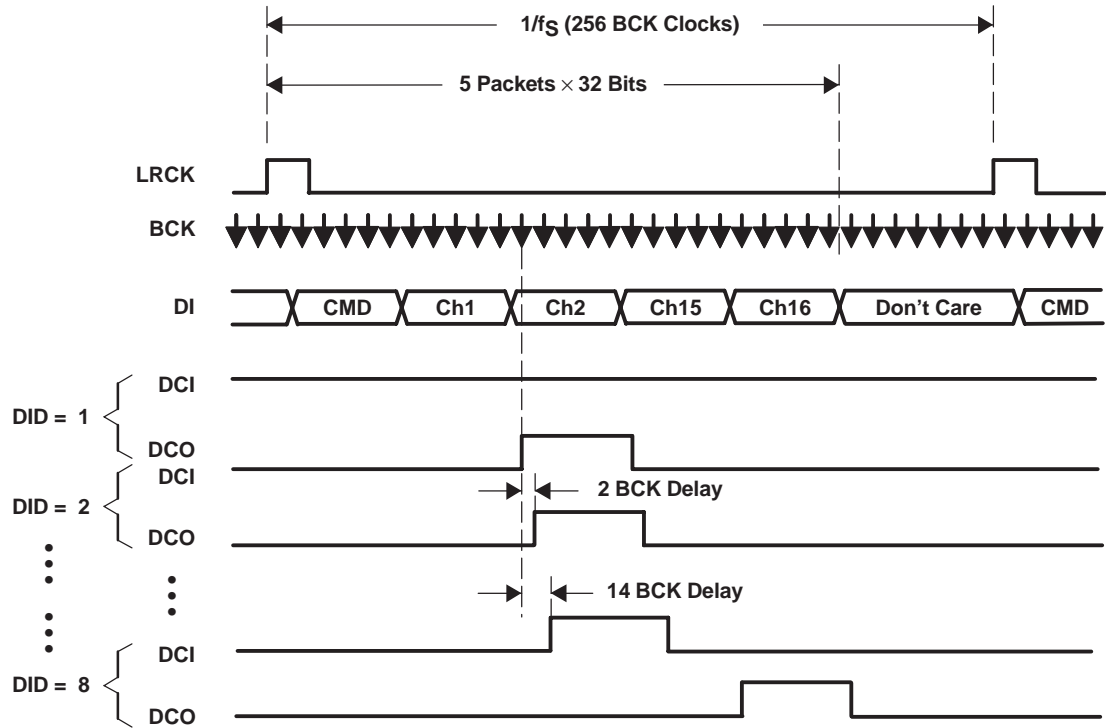 1/fS (256 BCK Clocks)
5 Packets × 32 Bits
LRCK
BCK
DI
CMD
Ch1
Ch2
Ch15
Ch16
Don't Care
CMD
DCI
DID = 1
DCO
DCI
2 BCK Delay
DID = 2
DCO
14 BCK Delay
DCI
DID = 8
DCO